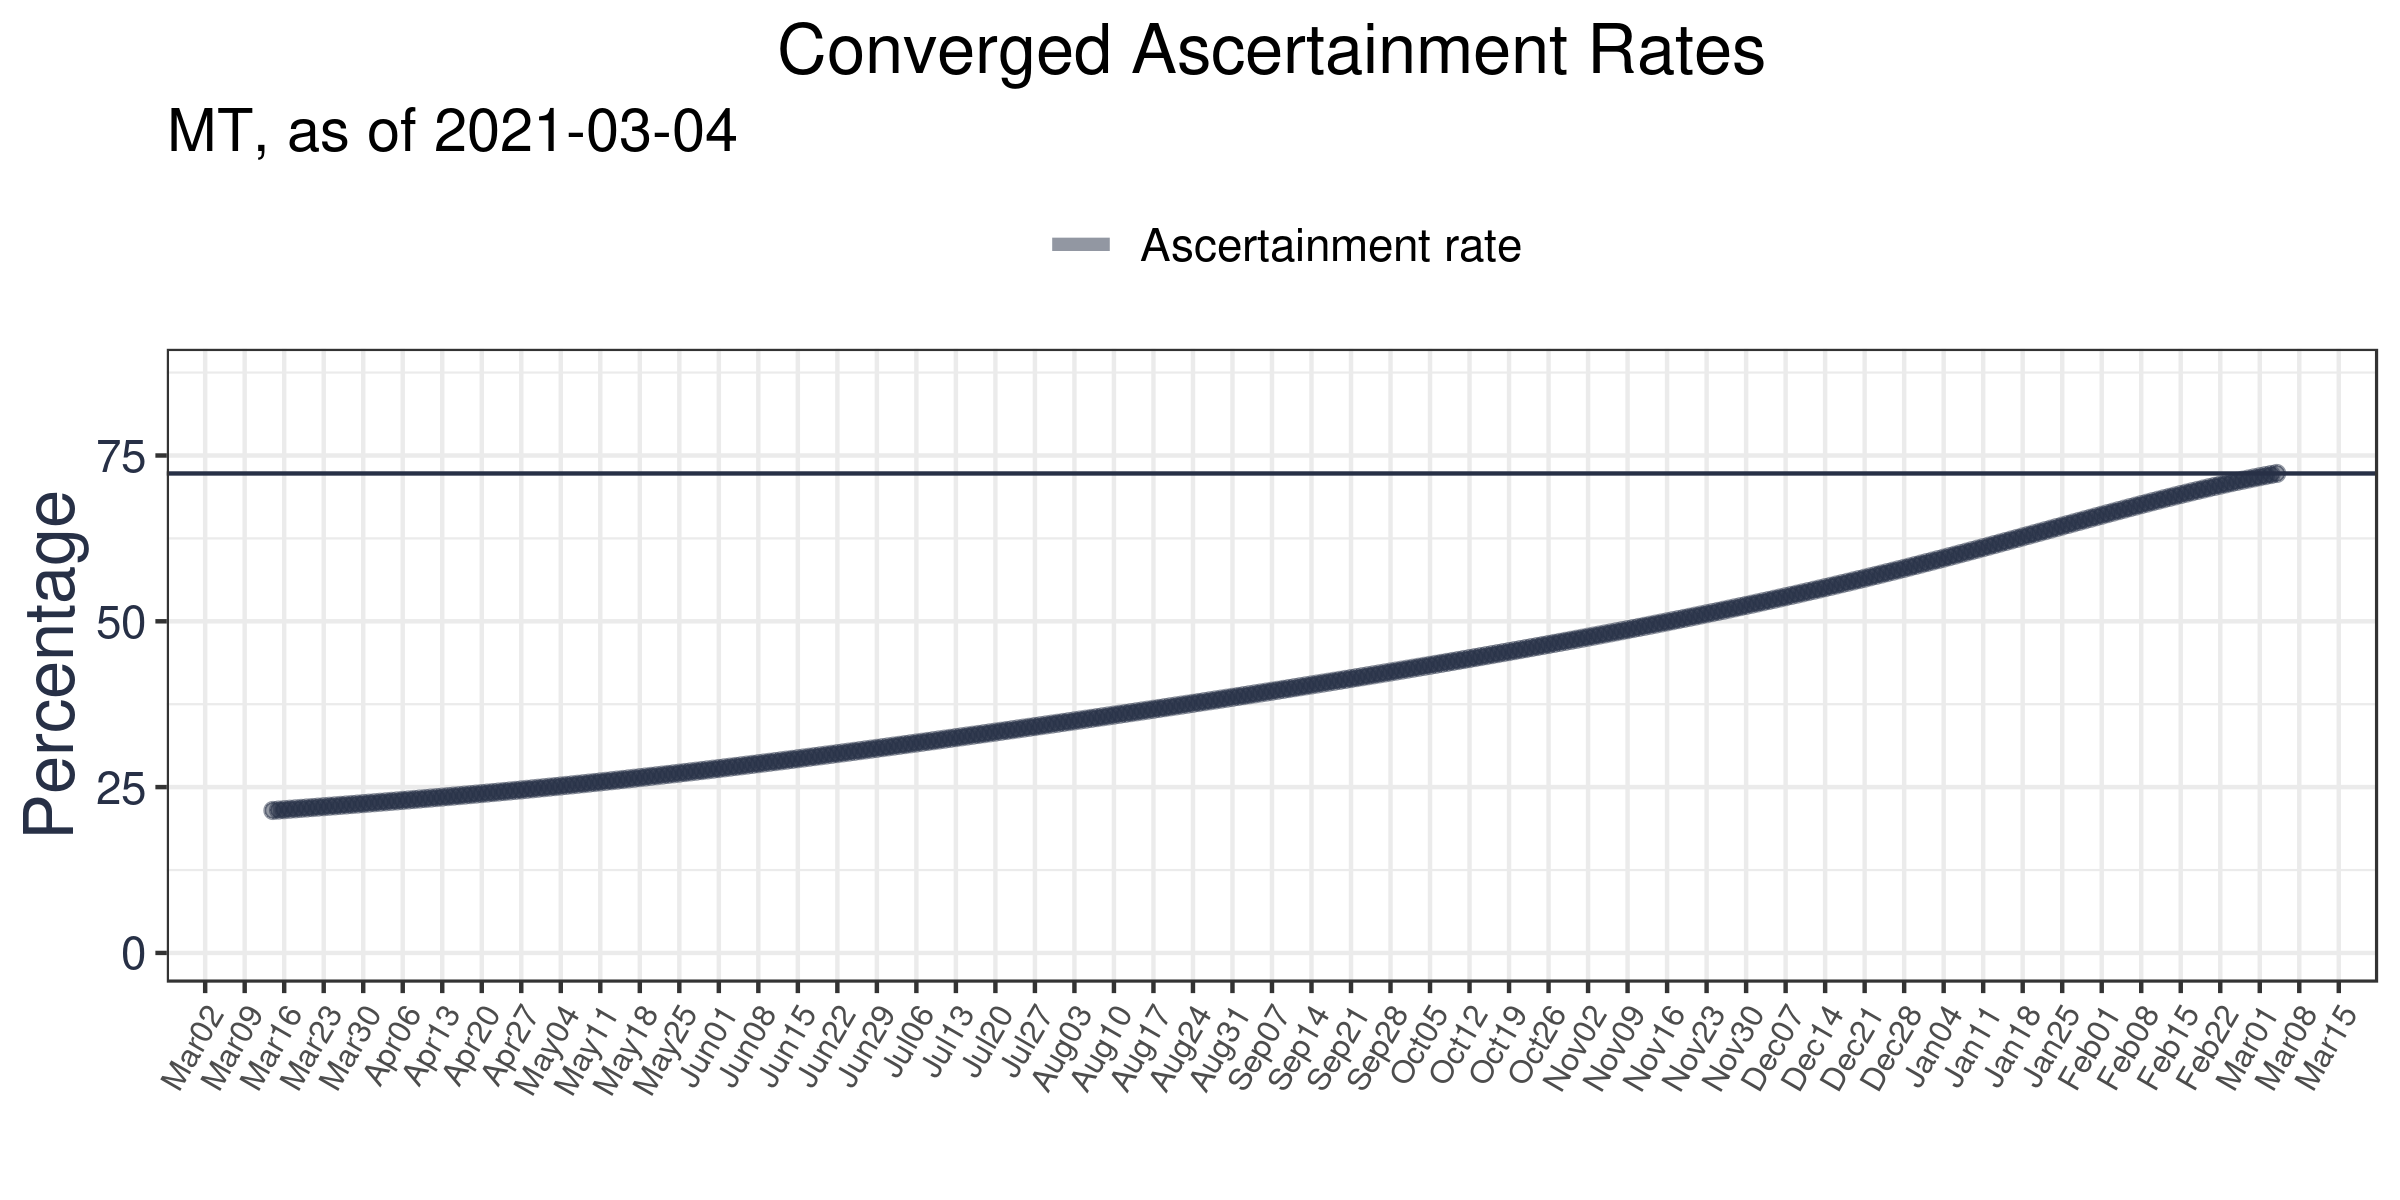 Converged Ascertainment Rates
MT, as of 2021-03-04
Ascertainment rate
Percentage
75
50
25
0
Mar02
Mar09
Mar16
Mar23
Mar30
Apr06
Apr13
Apr20
Apr27
May04
May11
May18
May25
Jun01
Jun08
Jun15
Jun22
Jun29
Jul06
Jul13
Jul20
Jul27
Aug03
Aug10
Aug17
Aug24
Aug31
Sep07
Sep14
Sep21
Sep28
Oct05
Oct12
Oct19
Oct26
Nov02
Nov09
Nov16
Nov23
Nov30
Dec07
Dec14
Dec21
Dec28
Jan04
Jan11
Jan18
Jan25
Feb01
Feb08
Feb15
Feb22
Mar01
Mar08
Mar15